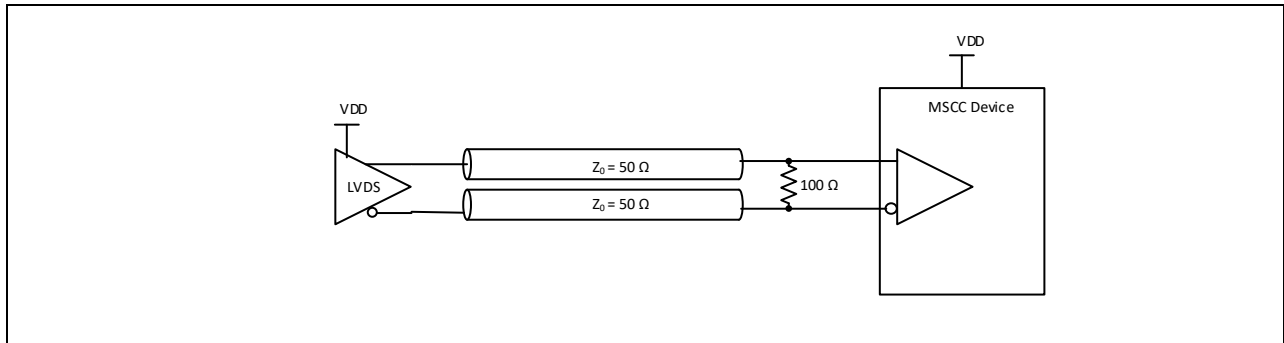 VDD
MSCC Device
VDD
LVDS
Z₀ = 50 Ω
100 Ω
Z₀ = 50 Ω